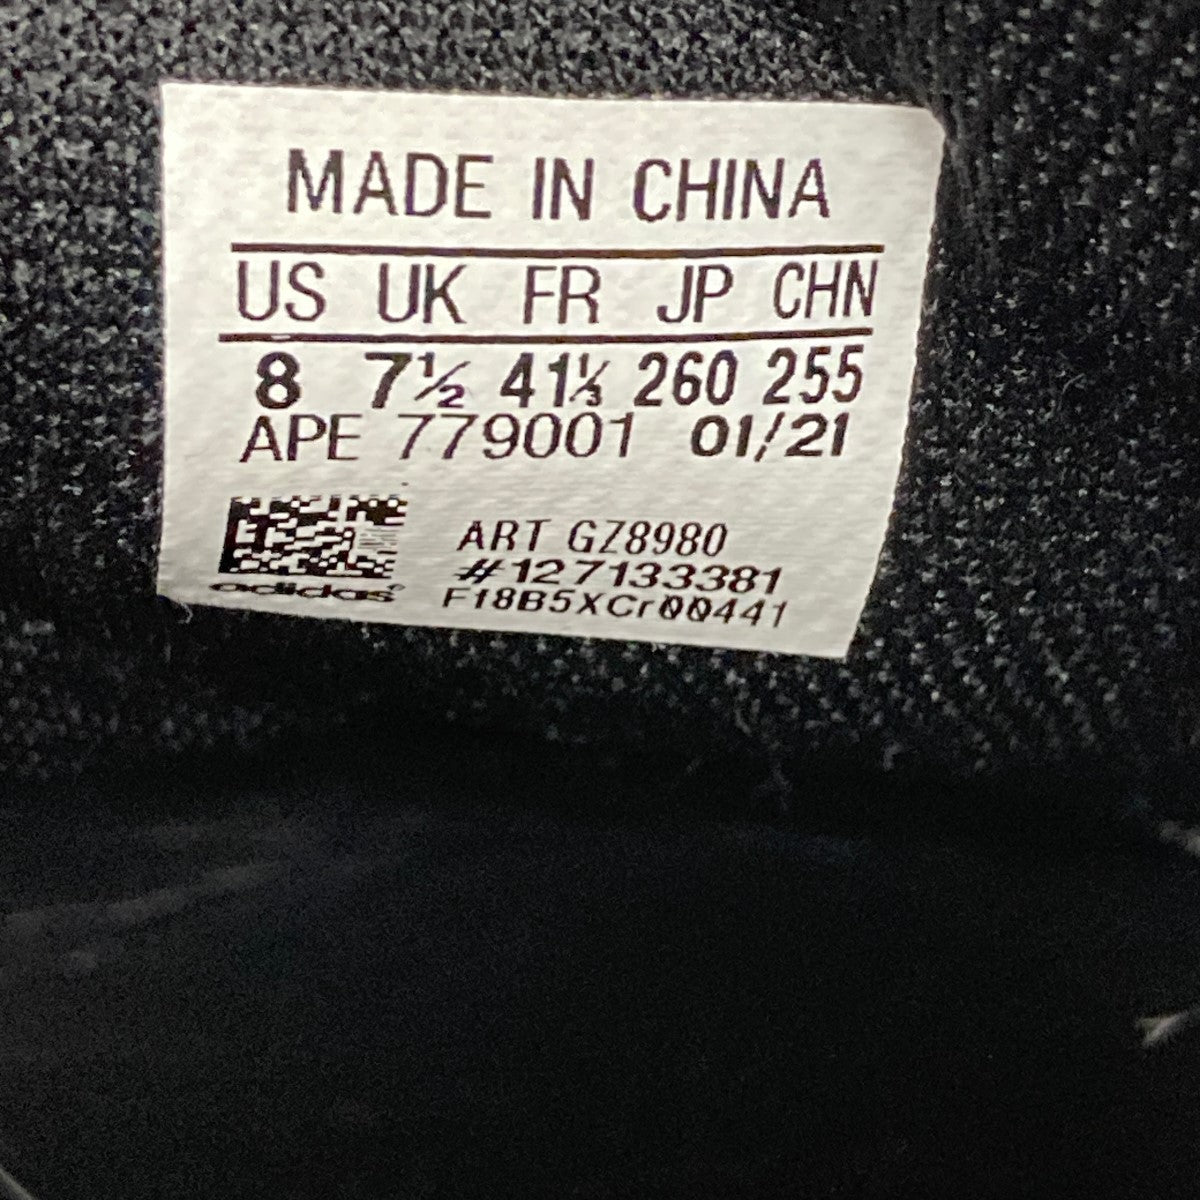 MADE IN CHINA
US UK FR JP CHN
8 7½ 41⅓ 260 255
APE 779001 01/21
ART GZ8980
#127133381
F18B5XCr00441
adidas